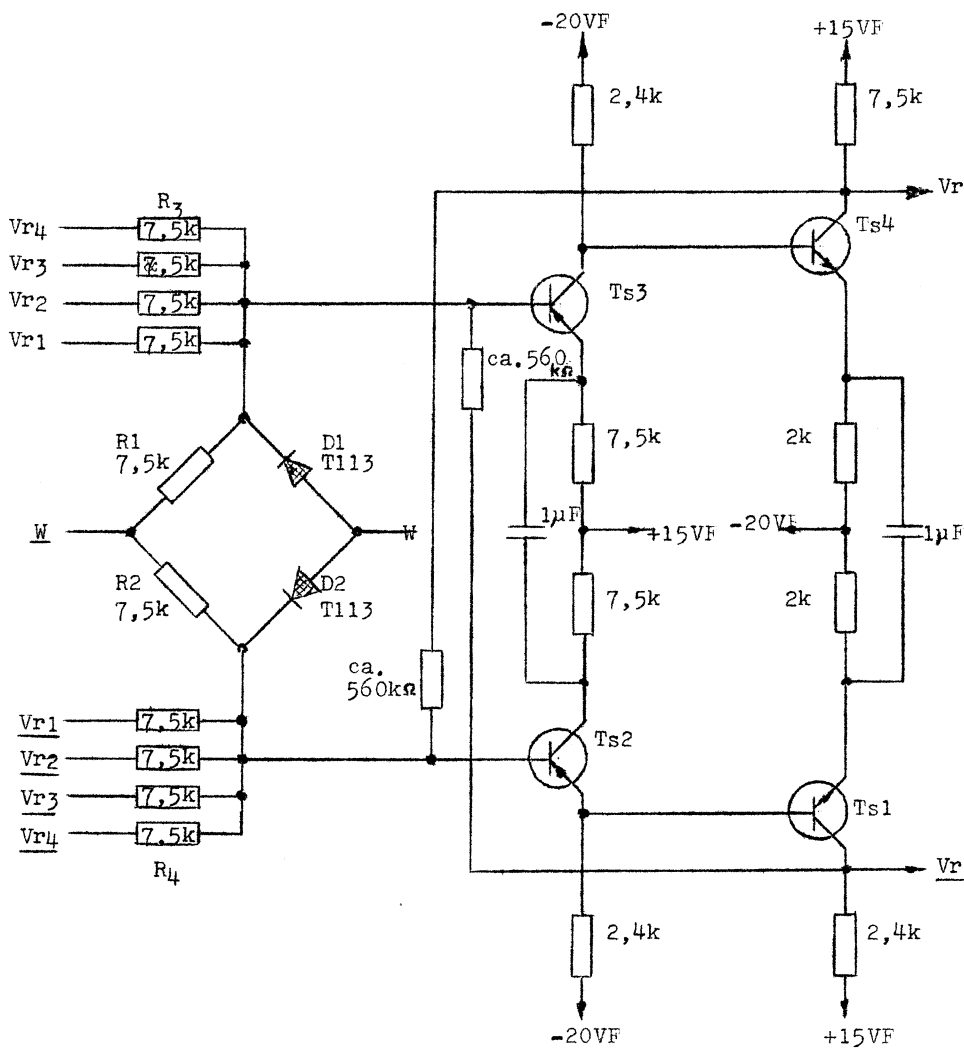 -20VF
+15VF
2,4k
7,5k
Vr
R3
Vr4
7,5k
Ts4
Vr3
7,5k
Vr2
7,5k
Ts3
Vr1
7,5k
ca.560
kΩ
R1
7,5k
D1
T113
7,5k
2k
W
W
1µF
+15VF
-20VF
1µF
R2
7,5k
D2
T113
7,5k
2k
ca.
560kΩ
Vr1
7,5k
Ts2
Vr2
7,5k
Vr3
7,5k
Ts1
Vr4
7.5k
R4
Vr
2,4k
2,4k
-20VF
+15VF